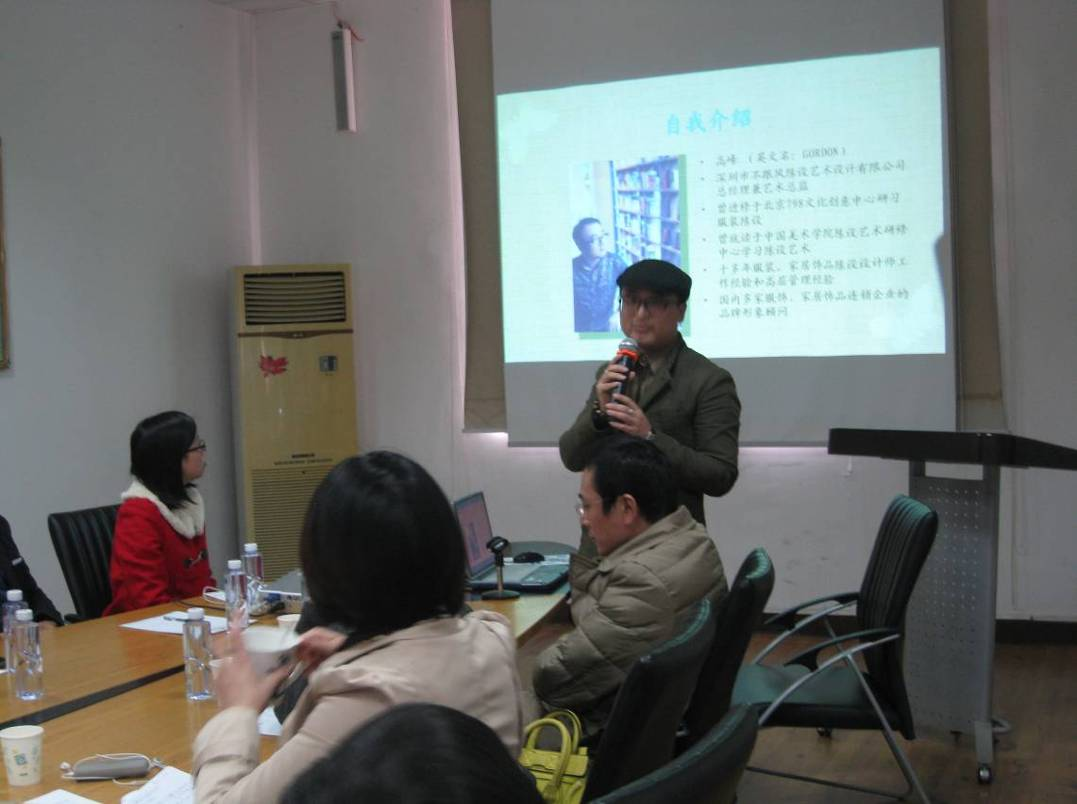 自我介绍
• 高峰 （英文名：GORDON）
• 深圳市不跟风陈设艺术设计有限公司
总经理兼艺术总监
• 曾进修于北京798文化创意中心研习
服装陈设
• 曾就读于中国美术学院陈设艺术研修
中心学习陈设艺术
• 十多年服装、家居饰品陈设设计师工
作经验和高层管理经验
• 国内多家服饰、家居饰品连锁企业的
品牌形象顾问